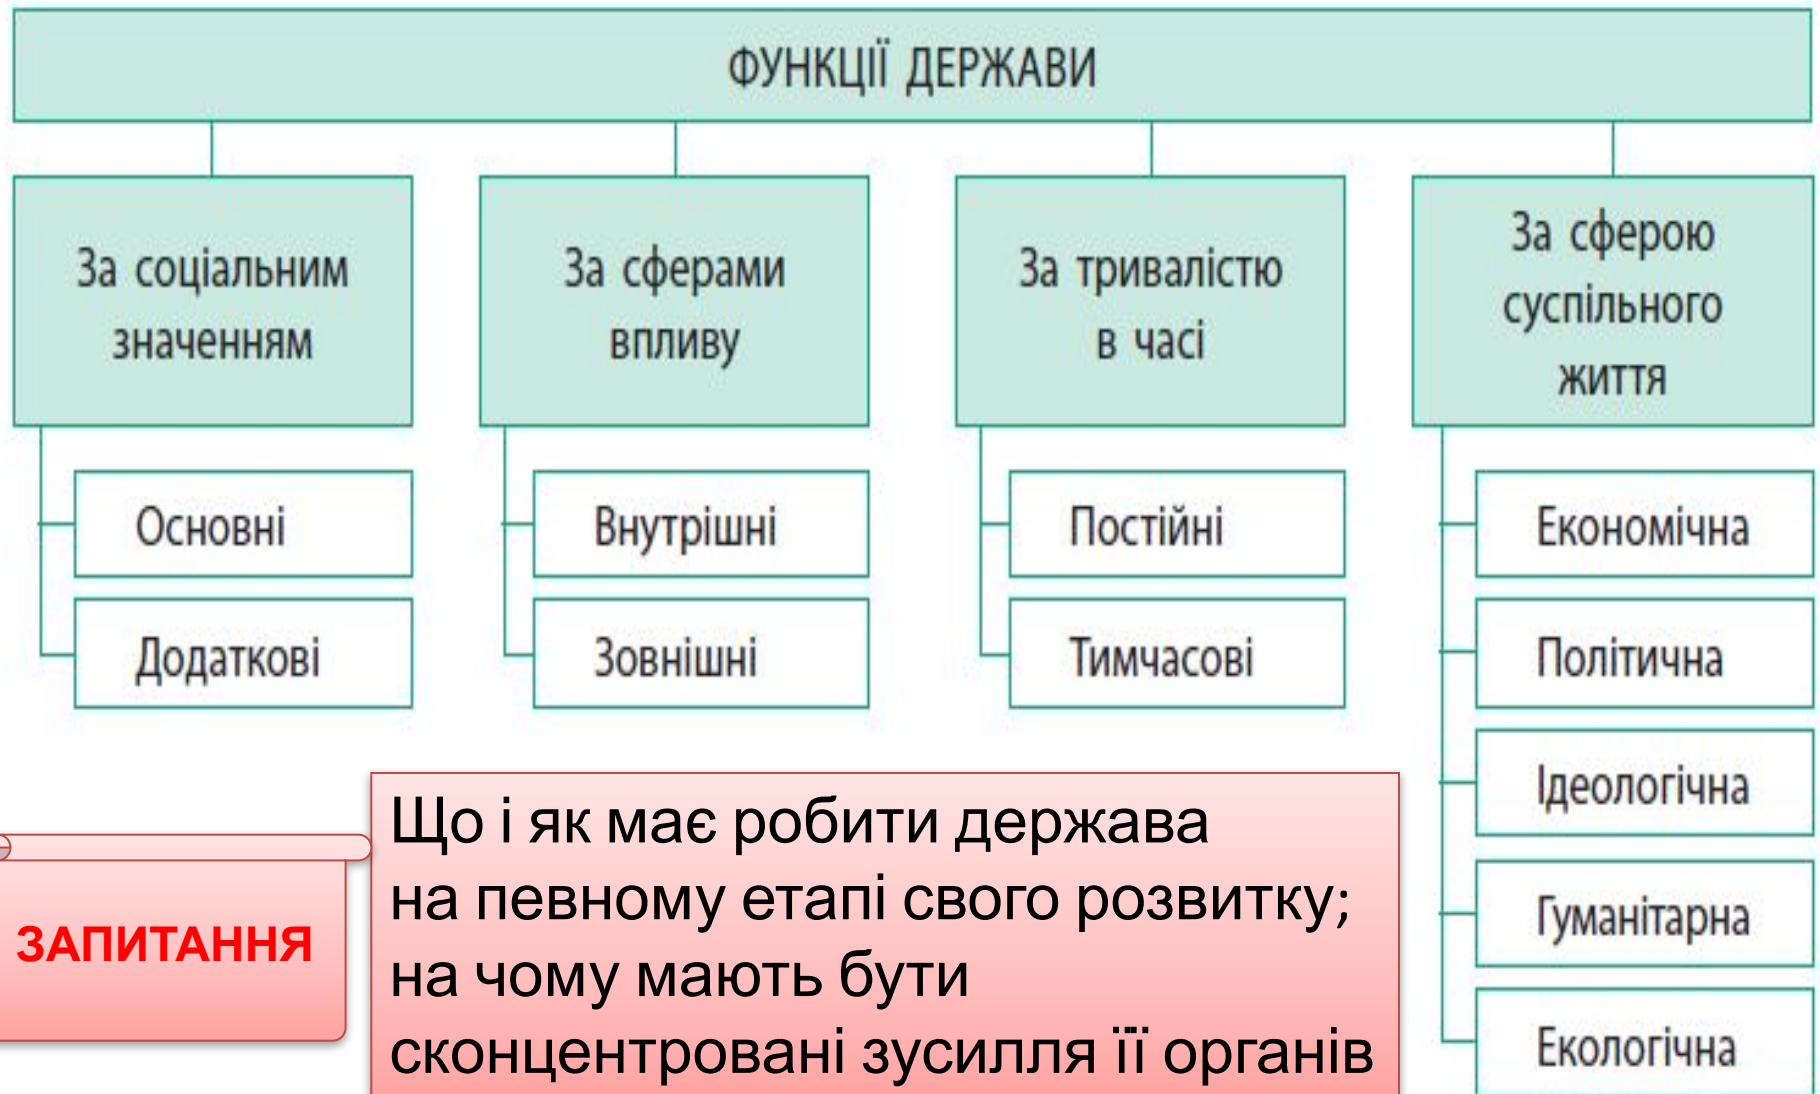 ФУНКЦІЇ ДЕРЖАВИ
За соціальним
значенням
Основні
Додаткові
За сферами
впливу
Внутрішні
Зовнішні
За тривалістю
в часі
Постійні
Тимчасові
За сферою
суспільного
життя
Економічна
Політична
Ідеологічна
Гуманітарна
Екологічна
ЗАПИТАННЯ
Що і як має робити держава
на певному етапі свого розвитку;
на чому мають бути
сконцентровані зусилля її органів